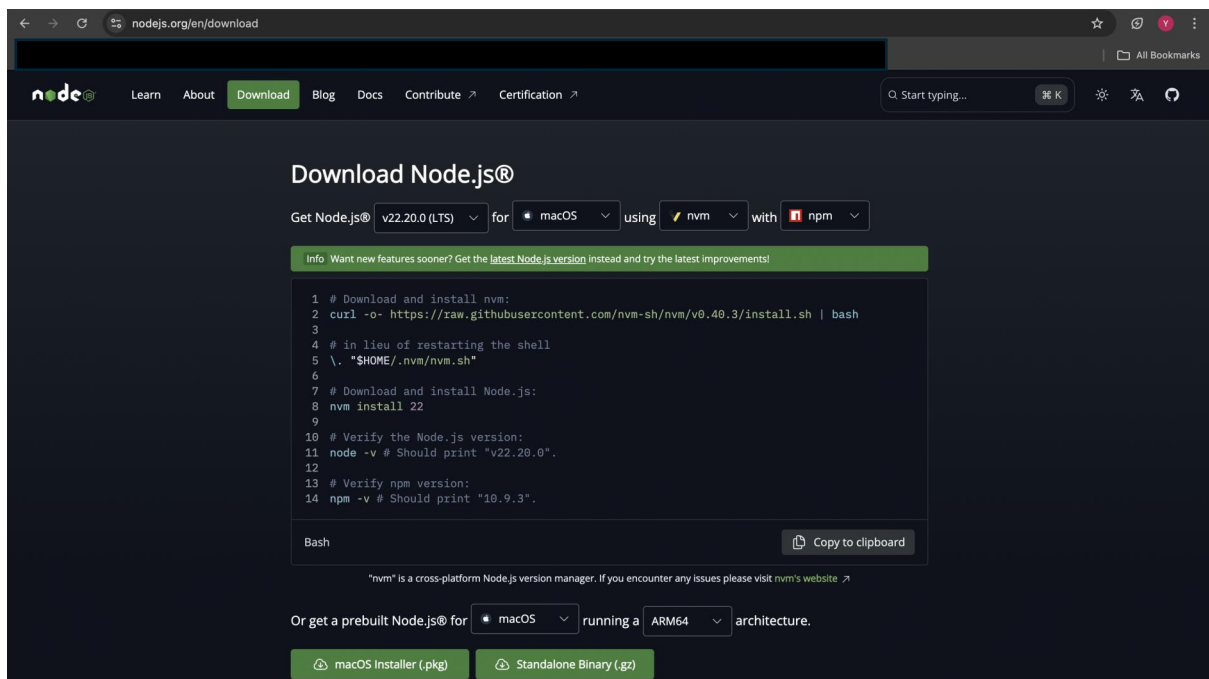 nodejs.org/en/download
Y
All Bookmarks
node
Learn About Download Blog Docs Contribute ↗ Certification ↗ Start typing... ⌘ K
Download Node.js®
Get Node.js® v22.20.0 (LTS) for macOS using nvm with npm
Info Want new features sooner? Get the latest Node.js version instead and try the latest improvements!
1 # Download and install nvm:
2 curl -o- https://raw.githubusercontent.com/nvm-sh/nvm/v0.40.3/install.sh | bash
3
4 # in lieu of restarting the shell
5 \. "$HOME/.nvm/nvm.sh"
6
7 # Download and install Node.js:
8 nvm install 22
9
10 # Verify the Node.js version:
11 node -v # Should print "v22.20.0".
12
13 # Verify npm version:
14 npm -v # Should print "10.9.3".
Bash Copy to clipboard
"nvm" is a cross-platform Node.js version manager. If you encounter any issues please visit nvm's website ↗
Or get a prebuilt Node.js® for macOS running a ARM64 architecture.
macOS Installer (.pkg) Standalone Binary (.gz)